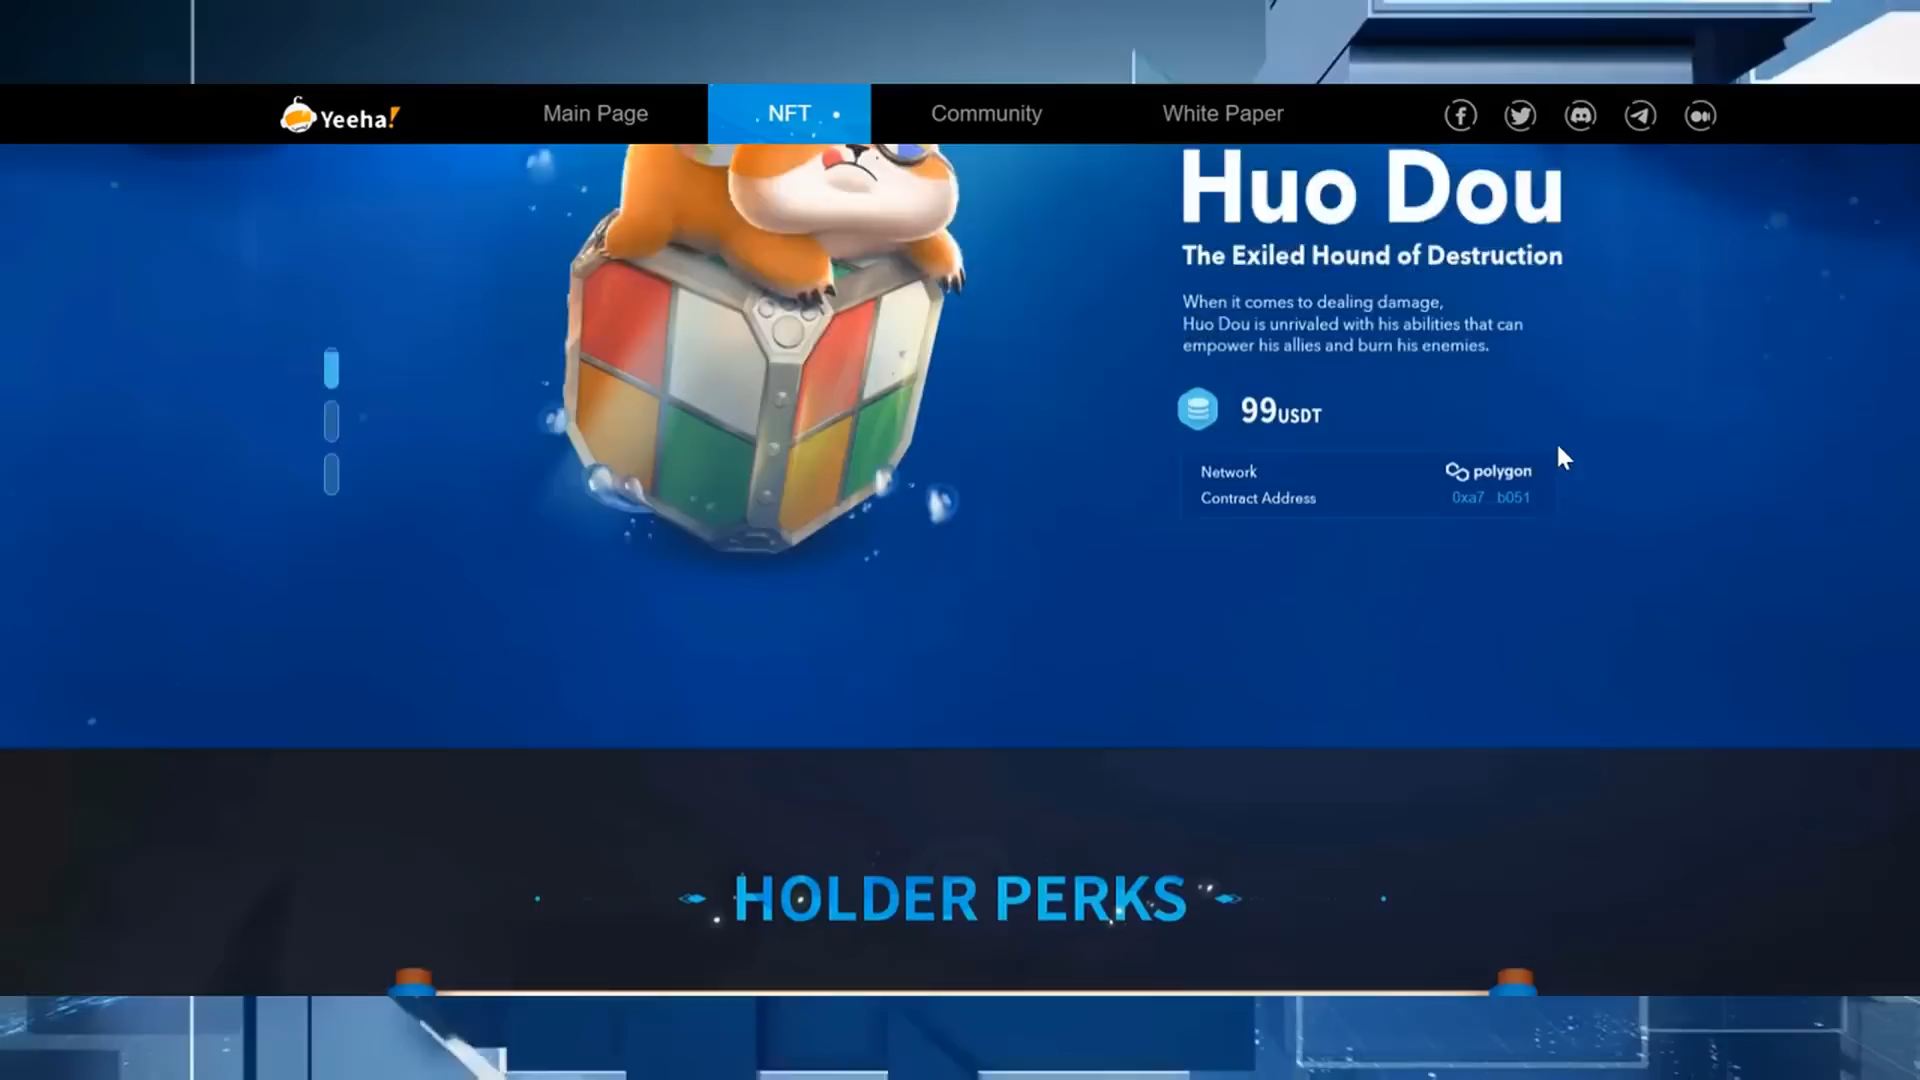 Yeeha!
Main Page
NFT
Community
White Paper
Huo Dou
The Exiled Hound of Destruction
When it comes to dealing damage,
Huo Dou is unrivaled with his abilities that can
empower his allies and burn his enemies.
99USDT
Network polygon
Contract Address 0xa7...b051
HOLDER PERKS